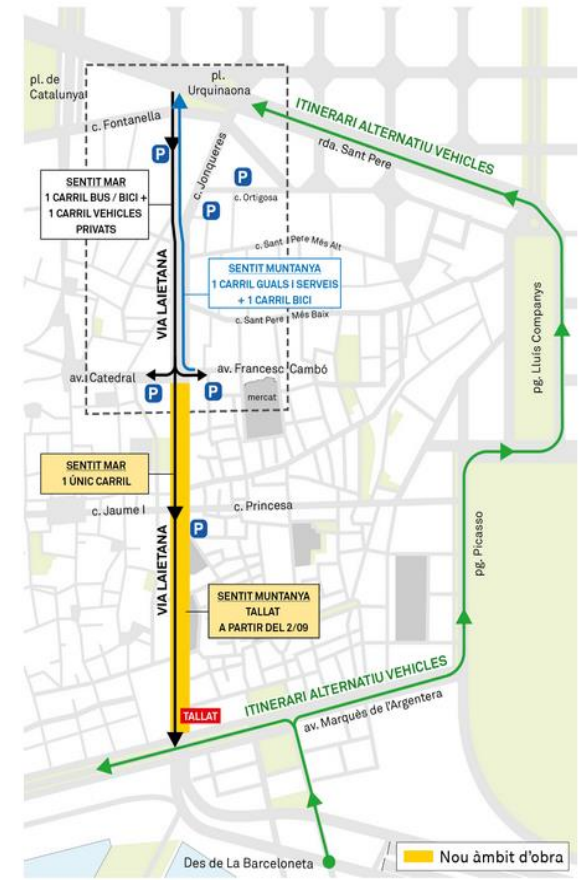 pl. de
Catalunya
pl.
Urquinaona
c. Fontanella
ITINERARI ALTERNATIU VEHICLES
rda. Sant Pere
P
c. Jonqueres
P
c. Ortigosa
P
SENTIT MAR
1 CARRIL BUS / BICI +
1 CARRIL VEHICLES
PRIVATS
c. Sant Pere Més Alt
VIA LAIETANA
SENTIT MUNTANYA
1 CARRIL GUALS I SERVEIS
+ 1 CARRIL BICI
c. Sant Pere Més Baix
pg. Lluís Companys
av. Catedral
av. Francesc Cambó
P
P
mercat
SENTIT MAR
1 ÚNIC CARRIL
c. Jaume I
c. Princesa
P
pg. Picasso
VIA LAIETANA
SENTIT MUNTANYA
TALLAT
A PARTIR DEL 2/09
ITINERARI ALTERNATIU VEHICLES
TALLAT
av. Marquès de l'Argentera
Des de La Barceloneta
Nou àmbit d'obra